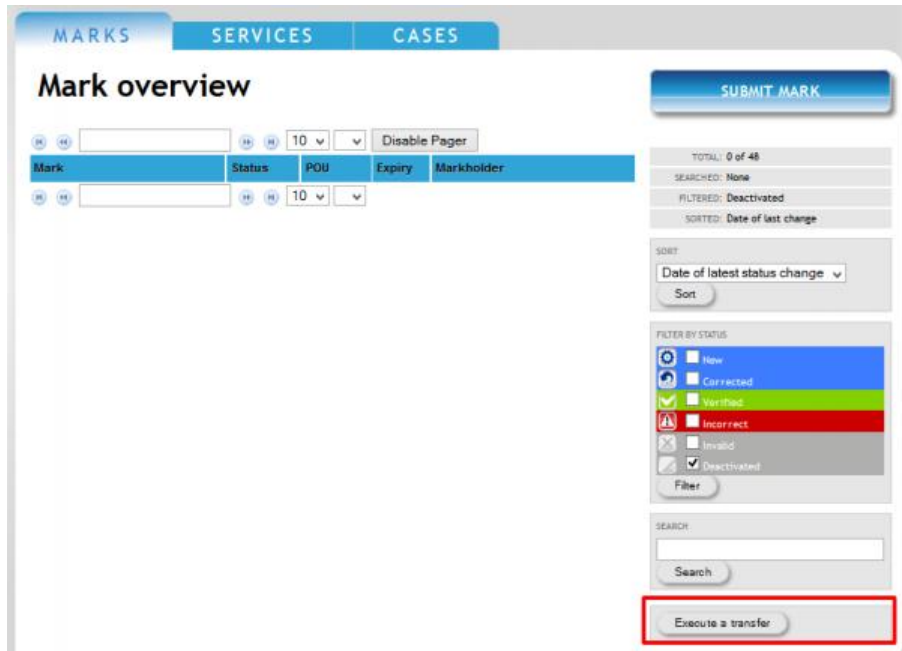 MARKS SERVICES CASES
Mark overview
SUBMIT MARK
10 Disable Pager
Mark Status POU Expiry Markholder
10
TOTAL: 0 of 48
SEARCHED: None
FILTERED: Deactivated
SORTED: Date of last change
SORT
Date of latest status change
Sort
FILTER BY STATUS
New
Corrected
Verified
Incorrect
Invalid
Deactivated
Filter
SEARCH
Search
Execute a transfer